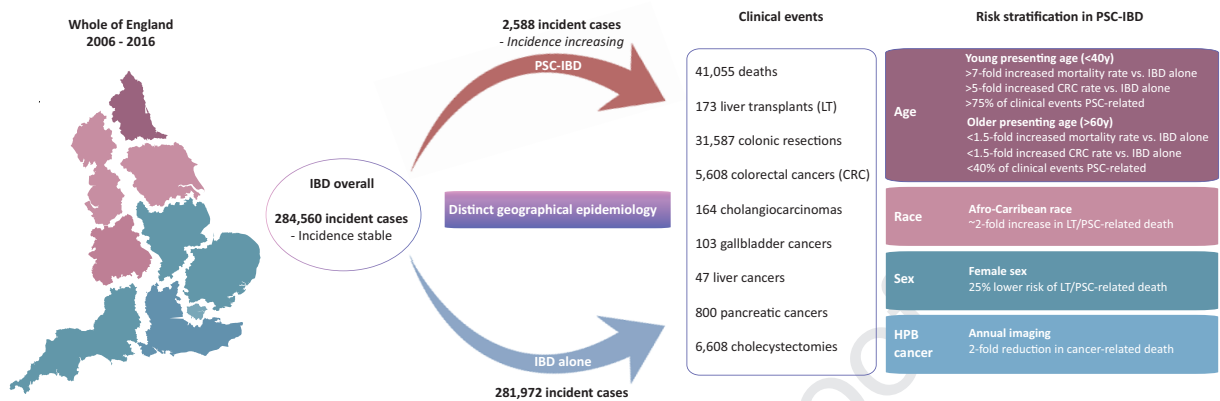 Whole of England
2006 - 2016
IBD overall
284,560 incident cases
- Incidence stable
2,588 incident cases
- Incidence increasing
PSC-IBD
Distinct geographical epidemiology
IBD alone
281,972 incident cases
Clinical events
41,055 deaths
173 liver transplants (LT)
31,587 colonic resections
5,608 colorectal cancers (CRC)
164 cholangiocarcinomas
103 gallbladder cancers
47 liver cancers
800 pancreatic cancers
6,608 cholecystectomies
Risk stratification in PSC-IBD
Age
Young presenting age (<40y)
>7-fold increased mortality rate vs. IBD alone
>5-fold increased CRC rate vs. IBD alone
>75% of clinical events PSC-related
Older presenting age (>60y)
<1.5-fold increased mortality rate vs. IBD alone
<1.5-fold increased CRC rate vs. IBD alone
<40% of clinical events PSC-related
Race
Afro-Carribean race
~2-fold increase in LT/PSC-related death
Sex
Female sex
25% lower risk of LT/PSC-related death
HPB
cancer
Annual imaging
2-fold reduction in cancer-related death